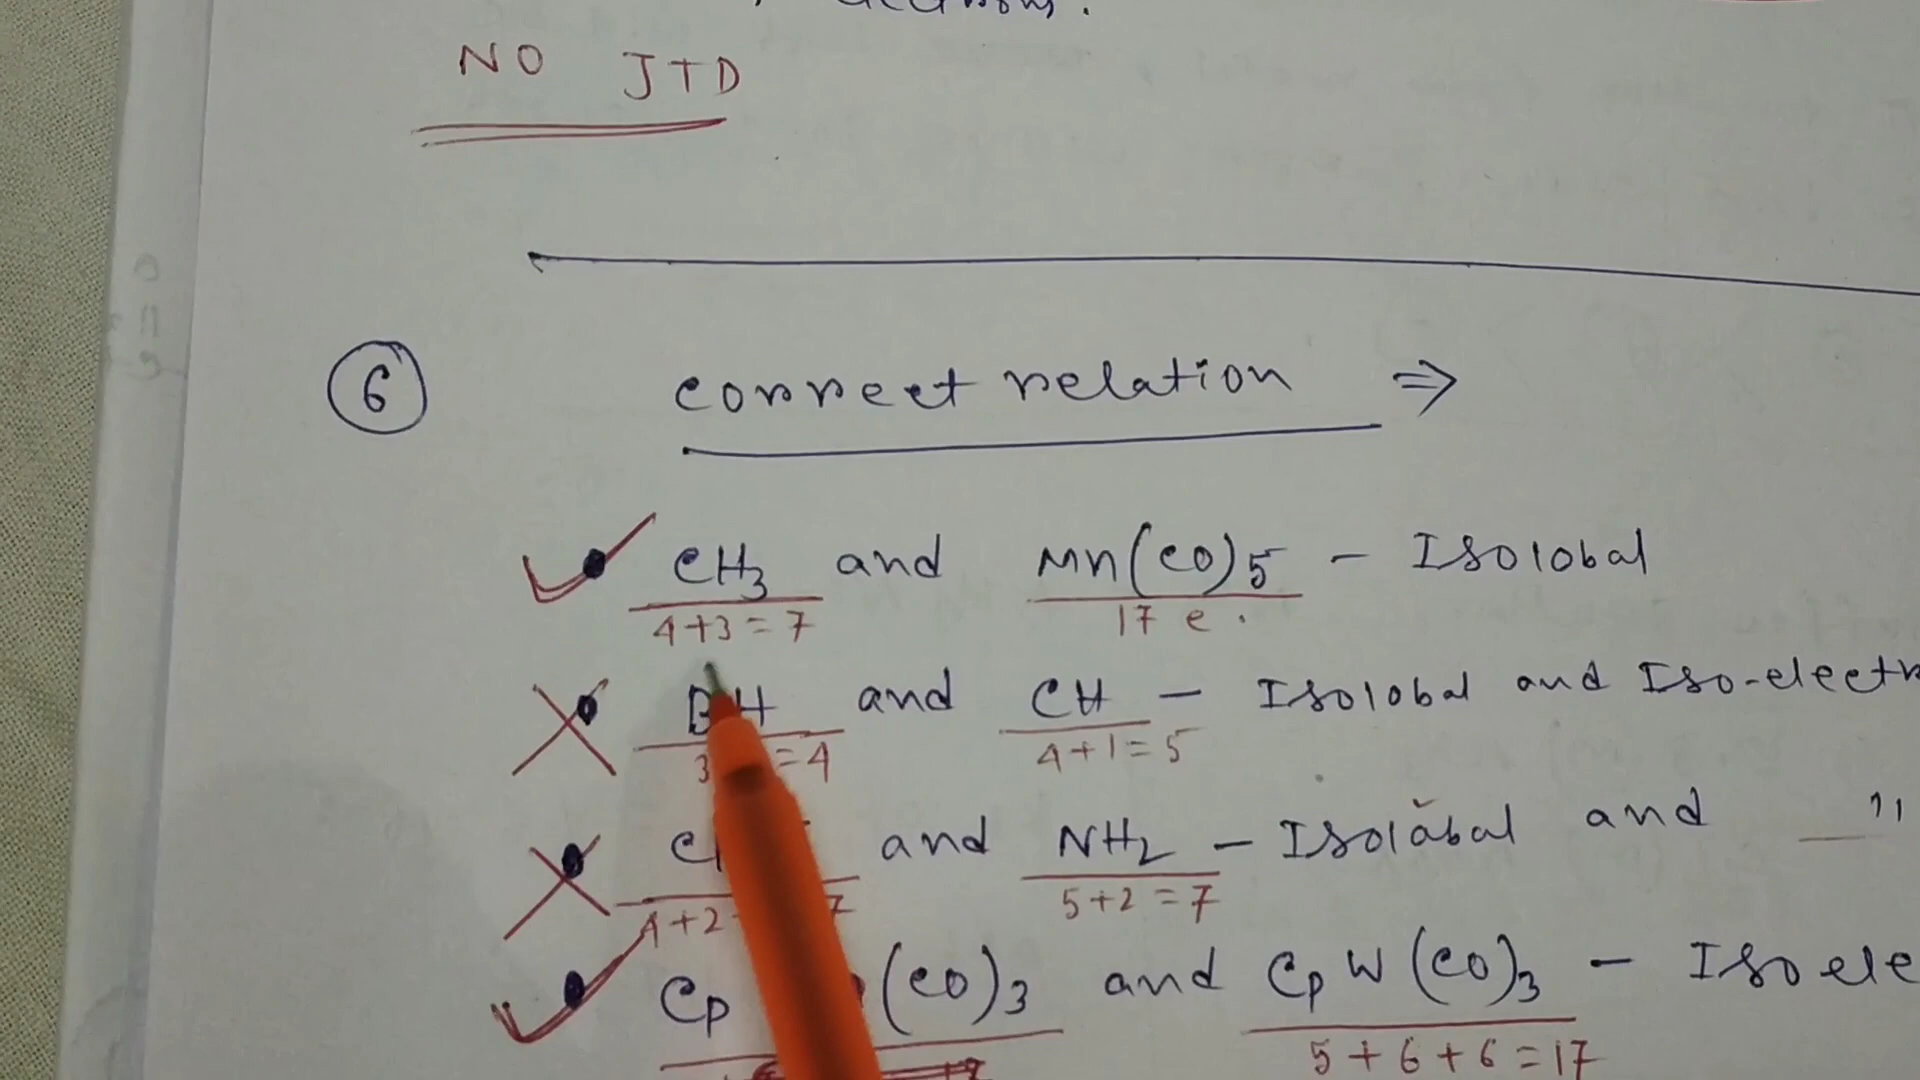 NO JTD
6 correct relation ⇒
CH3 and Mn(CO)5 - Isolobal
4+3=7 17 e.
BH and CH - Isolobal and Iso-electr
=4 4+1=5
and NH2 - Isolabal and "
4+2 5+2=7
Cp (CO)3 and CpW(CO)3 - Isoele
5+6+6=17